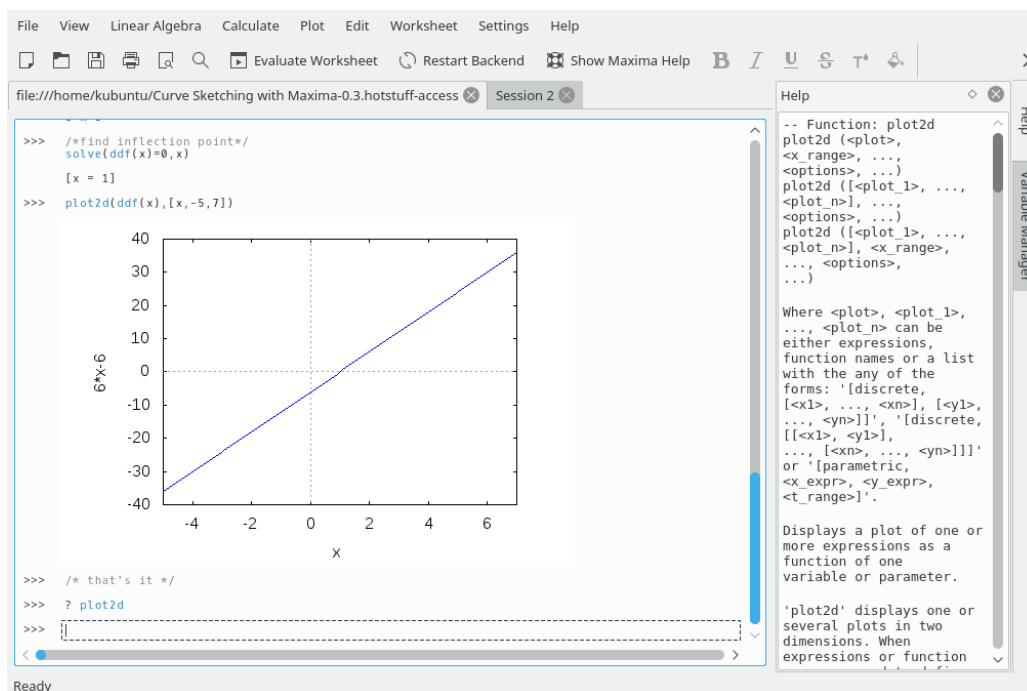 File View Linear Algebra Calculate Plot Edit Worksheet Settings Help
Evaluate Worksheet Restart Backend Show Maxima Help B I U S T
file:///home/kubuntu/Curve Sketching with Maxima-0.3.hotstuff-access Session 2
>>> /*find inflection point*/
solve(ddf(x)=0,x)
[x = 1]
>>> plot2d(ddf(x),[x,-5,7])
40
30
20
10
0
-10
-20
-30
-40
6*x-6
-4 -2 0 2 4 6
x
>>> /* that's it */
>>> ? plot2d
>>>
Ready
Help
-- Function: plot2d
plot2d (<plot>,
<x_range>, ...,
<options>, ...)
plot2d ([<plot_1>, ...,
<plot_n>], ...,
<options>, ...)
plot2d ([<plot_1>, ...,
<plot_n>], <x_range>,
..., <options>,
...)
Where <plot>, <plot_1>,
..., <plot_n> can be
either expressions,
function names or a list
with the any of the
forms: '[discrete,
[<x1>, ..., <xn>], [<y1>,
..., <yn>]]', '[discrete,
[[<x1>, <y1>],
..., [<xn>, ..., <yn>]]]'
or '[parametric,
<x_expr>, <y_expr>,
<t_range>]'.
Displays a plot of one or
more expressions as a
function of one
variable or parameter.
'plot2d' displays one or
several plots in two
dimensions. When
expressions or function
Help
Variable Manager